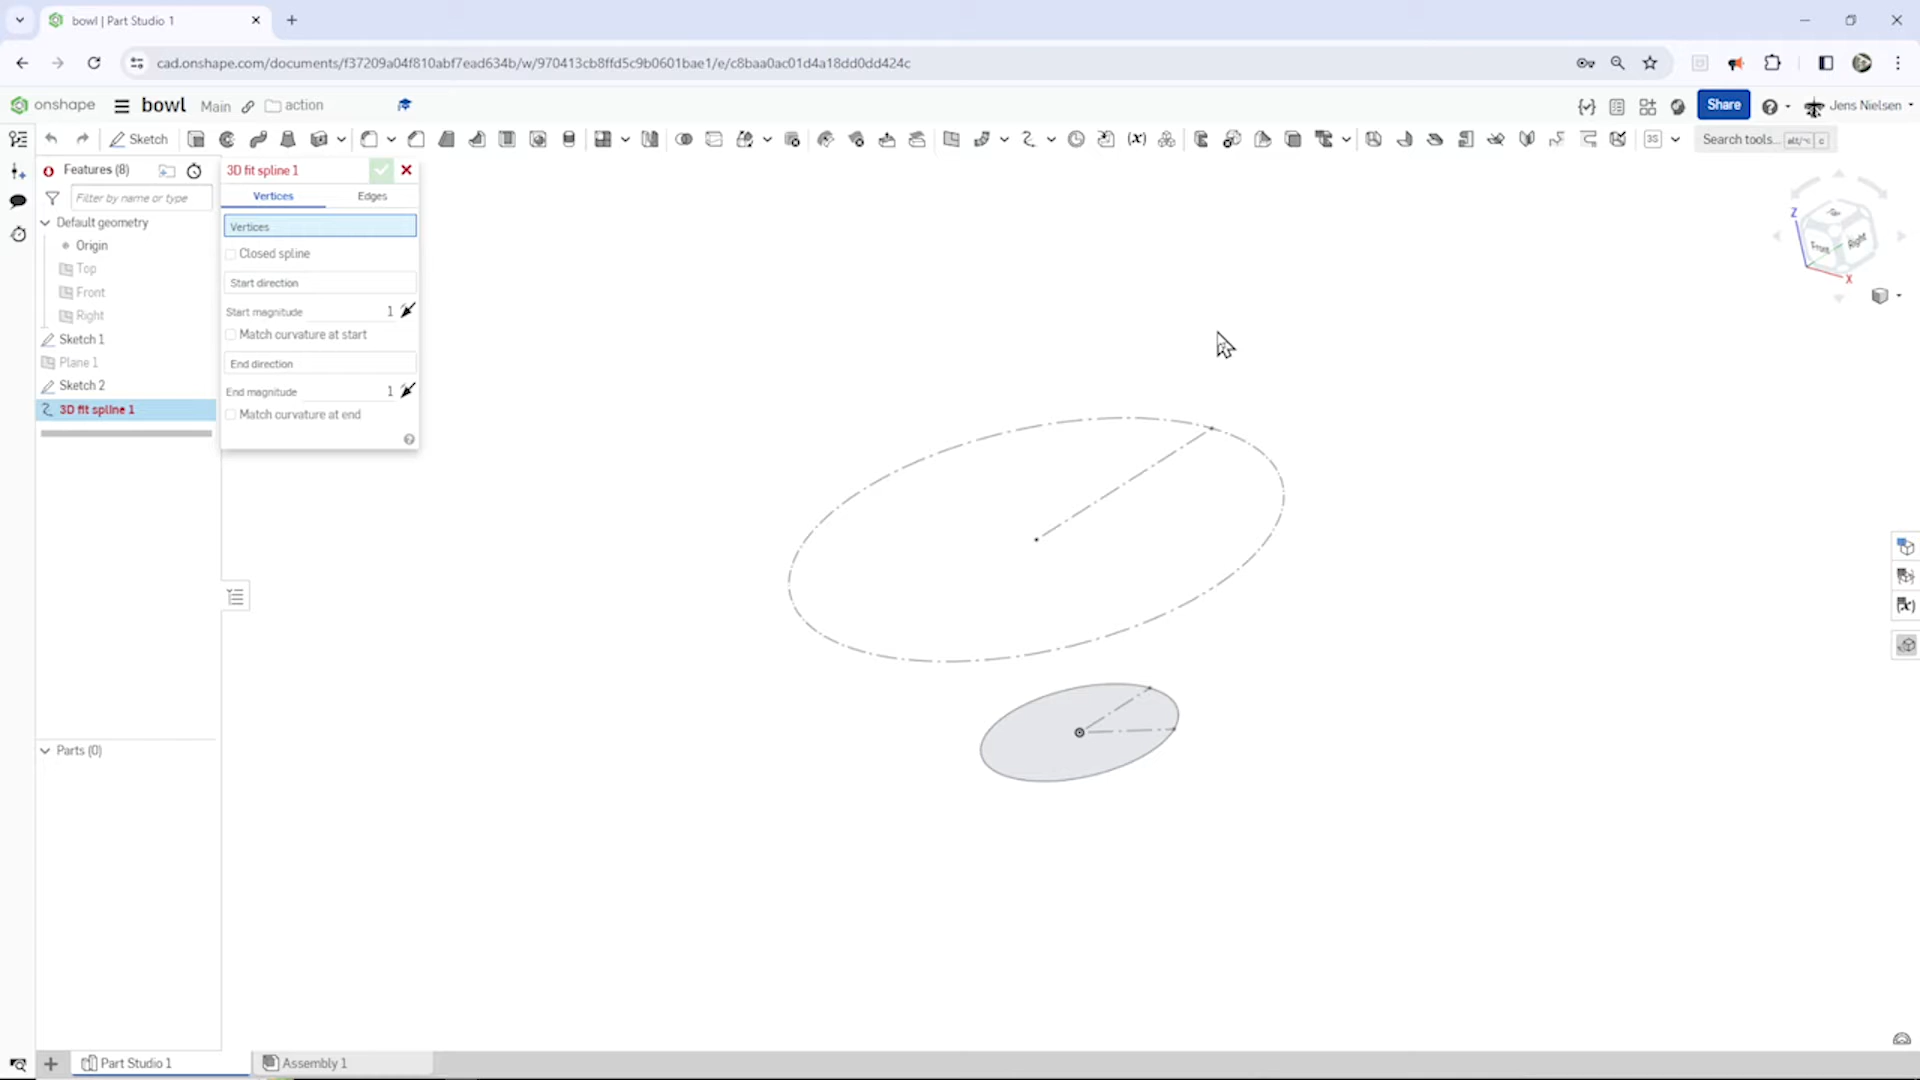 bowl | Part Studio 1
cad.onshape.com/documents/f37209a04f810abf7ead634b/w/970413cb8ffd5c9b0601bae1/e/c8baa0ac01d4a18dd0dd424c
onshape bowl Main action Share Jens Nielsen
Sketch Search tools... alt/⌥ c
Features (8)
Filter by name or type
Default geometry
Origin
Top
Front
Right
Sketch 1
Plane 1
Sketch 2
3D fit spline 1
Parts (0)
3D fit spline 1
Vertices Edges
Vertices
Closed spline
Start direction
Start magnitude 1
Match curvature at start
End direction
End magnitude 1
Match curvature at end
Z
Front Right
X
Part Studio 1 Assembly 1